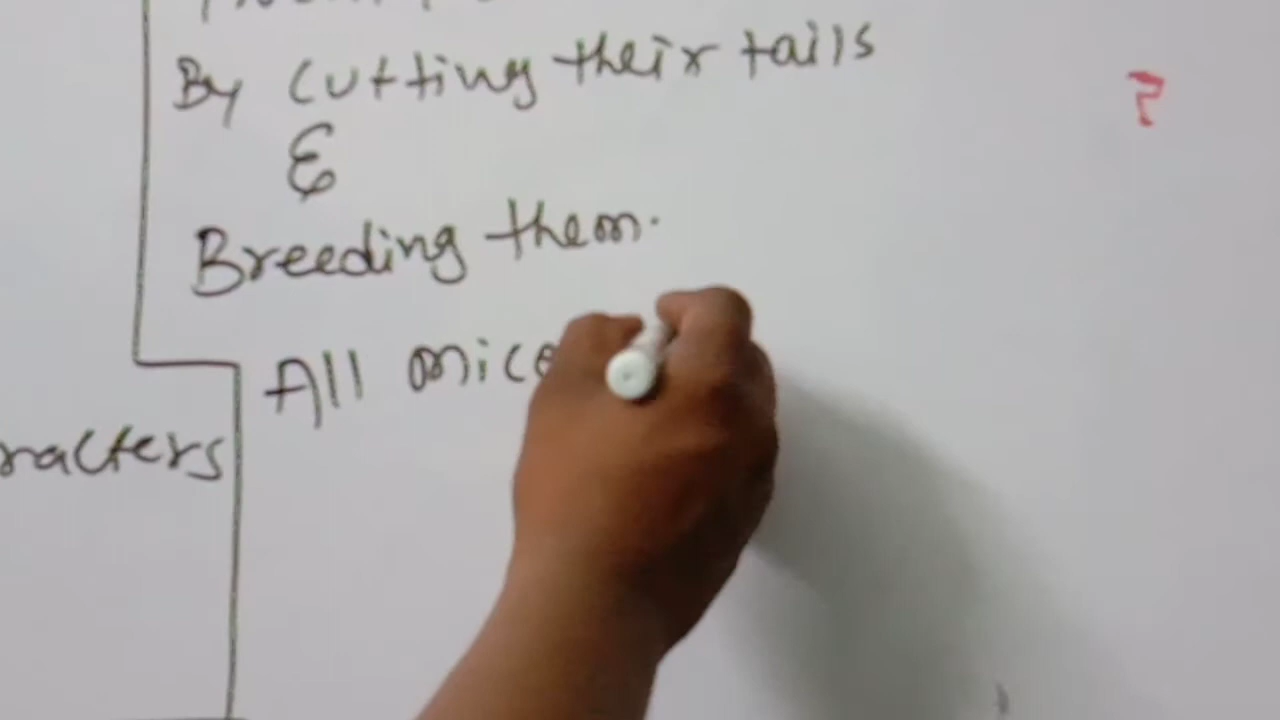 By cutting their tails
?
&
Breeding them.
All mice
racters